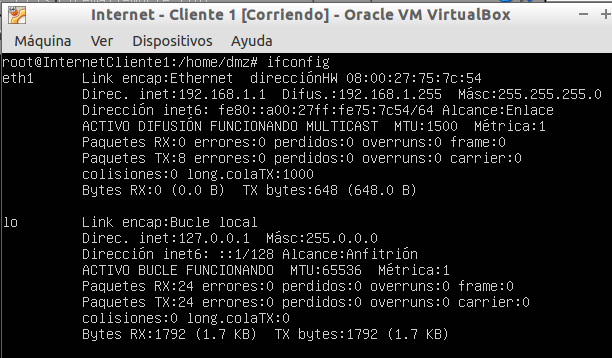 Internet - Cliente 1 [Corriendo] - Oracle VM VirtualBox
Máquina Ver Dispositivos Ayuda
root@InternetCliente1:/home/dmz# ifconfig
eth1 Link encap:Ethernet direcciónHW 08:00:27:75:7c:54
Direc. inet:192.168.1.1 Difus.:192.168.1.255 Másc:255.255.255.0
Dirección inet6: fe80::a00:27ff:fe75:7c54/64 Alcance:Enlace
ACTIVO DIFUSIÓN FUNCIONANDO MULTICAST MTU:1500 Métrica:1
Paquetes RX:0 errores:0 perdidos:0 overruns:0 frame:0
Paquetes TX:8 errores:0 perdidos:0 overruns:0 carrier:0
colisiones:0 long.colaTX:1000
Bytes RX:0 (0.0 B) TX bytes:648 (648.0 B)
lo Link encap:Bucle local
Direc. inet:127.0.0.1 Másc:255.0.0.0
Dirección inet6: ::1/128 Alcance:Anfitrión
ACTIVO BUCLE FUNCIONANDO MTU:65536 Métrica:1
Paquetes RX:24 errores:0 perdidos:0 overruns:0 frame:0
Paquetes TX:24 errores:0 perdidos:0 overruns:0 carrier:0
colisiones:0 long.colaTX:0
Bytes RX:1792 (1.7 KB) TX bytes:1792 (1.7 KB)